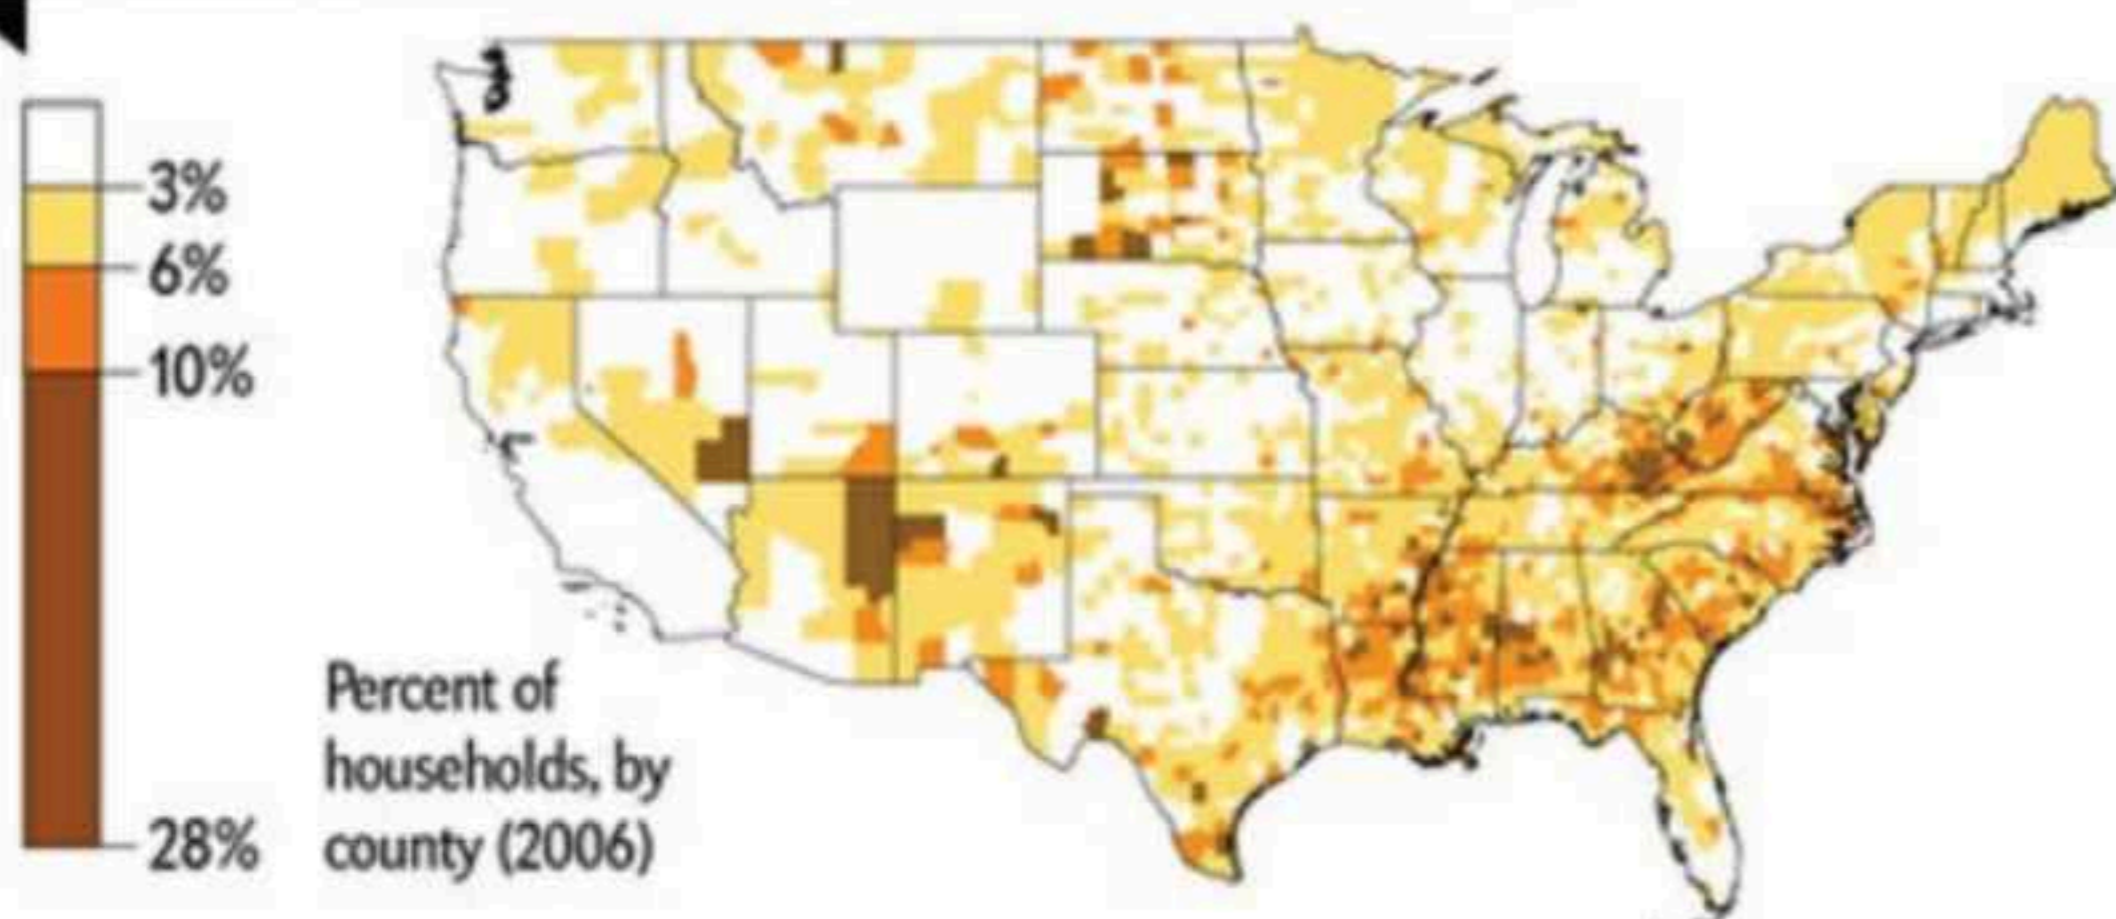 3%
6%
10%
28%
Percent of
households, by
county (2006)